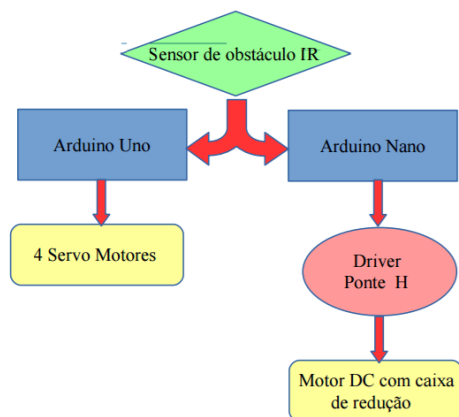 Sensor de obstáculo IR
Arduino Uno
Arduino Nano
4 Servo Motores
Driver
Ponte H
Motor DC com caixa
de redução